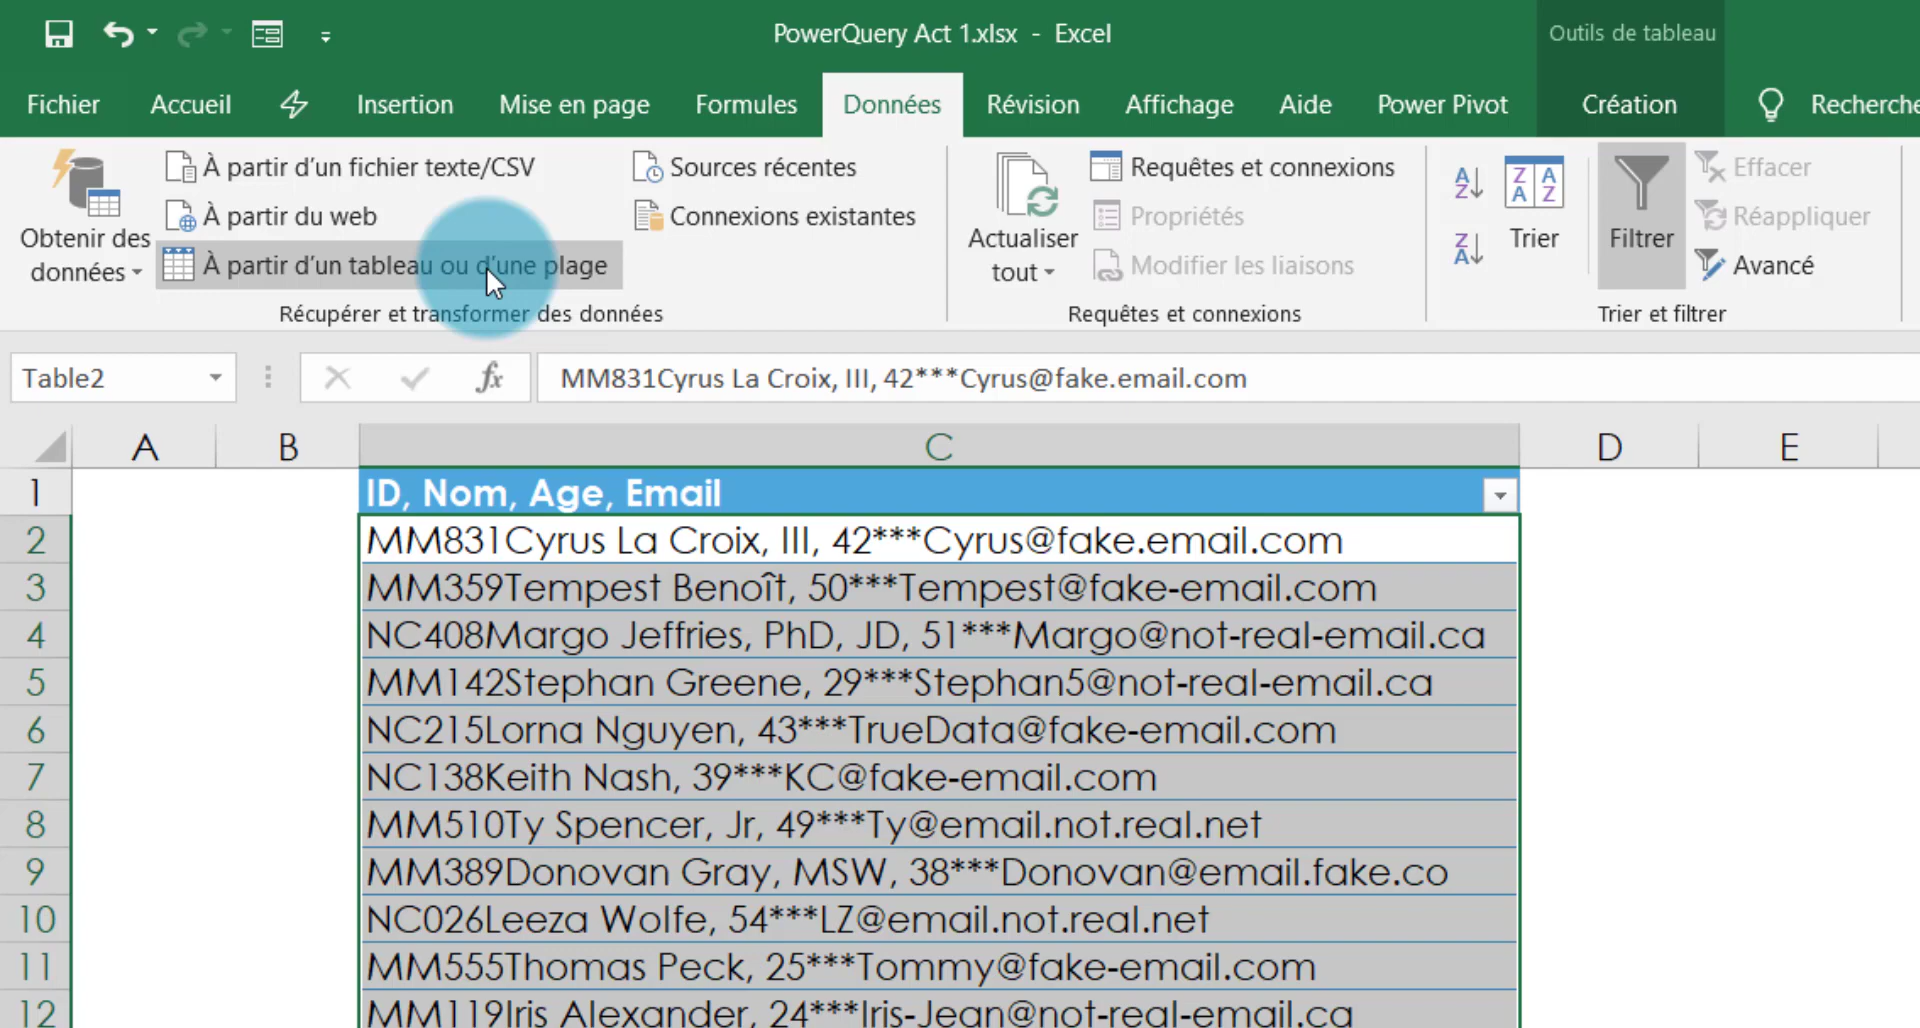 PowerQuery Act 1.xlsx - Excel
Outils de tableau
Fichier
Accueil
Insertion
Mise en page
Formules
Données
Révision
Affichage
Aide
Power Pivot
Création
Recherche
Obtenir des
données
À partir d'un fichier texte/CSV
À partir du web
À partir d'un tableau ou d'une plage
Sources récentes
Connexions existantes
Récupérer et transformer des données
Actualiser
tout
Requêtes et connexions
Propriétés
Modifier les liaisons
Requêtes et connexions
A
Z
Z
A
Z A
A Z
Trier
Filtrer
Effacer
Réappliquer
Avancé
Trier et filtrer
Table2
fx
MM831Cyrus La Croix, III, 42***Cyrus@fake.email.com
A
B
C
D
E
1
ID, Nom, Age, Email
2
MM831Cyrus La Croix, III, 42***Cyrus@fake.email.com
3
MM359Tempest Benoît, 50***Tempest@fake-email.com
4
NC408Margo Jeffries, PhD, JD, 51***Margo@not-real-email.ca
5
MM142Stephan Greene, 29***Stephan5@not-real-email.ca
6
NC215Lorna Nguyen, 43***TrueData@fake-email.com
7
NC138Keith Nash, 39***KC@fake-email.com
8
MM510Ty Spencer, Jr, 49***Ty@email.not.real.net
9
MM389Donovan Gray, MSW, 38***Donovan@email.fake.co
10
NC026Leeza Wolfe, 54***LZ@email.not.real.net
11
MM555Thomas Peck, 25***Tommy@fake-email.com
12
MM119Iris Alexander, 24***Iris-Jean@not-real-email.ca